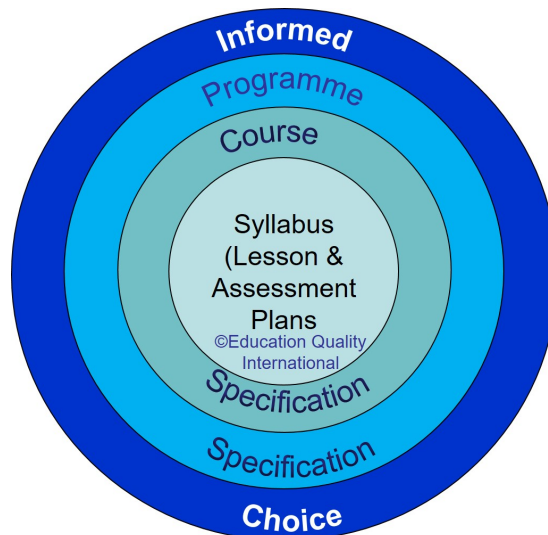 Informed
Programme
Course
Syllabus
(Lesson &
Assessment
Plans
©Education Quality
International
Specification
Specification
Choice